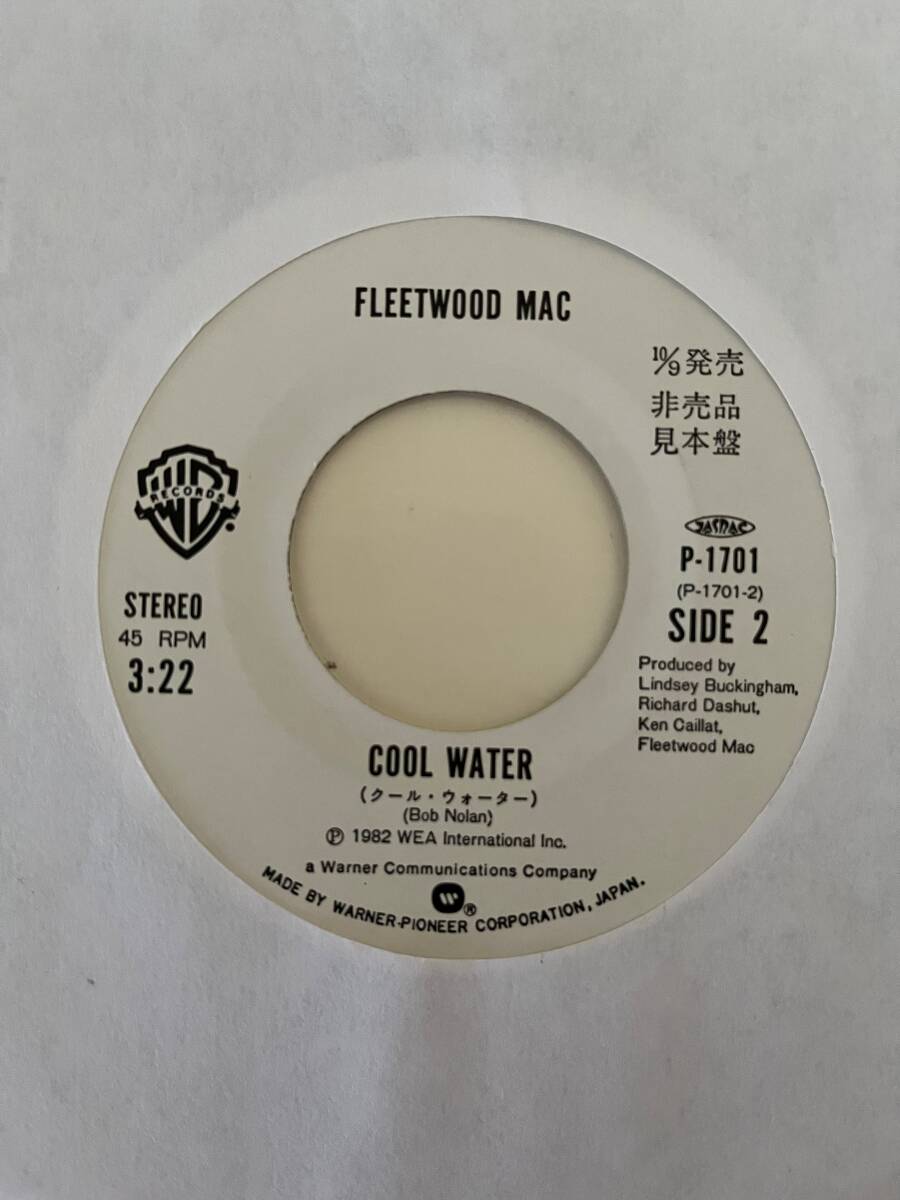 FLEETWOOD MAC
10/9発売
非売品
見本盤
WB
RECORDS
JASRAC
P-1701
(P-1701-2)
SIDE 2
STEREO
45 RPM
3:22
Produced by
Lindsey Buckingham,
Richard Dashut,
Ken Caillat,
Fleetwood Mac
COOL WATER
(クール・ウォーター)
(Bob Nolan)
Ⓟ 1982 WEA International Inc.
a Warner Communications Company
W®
MADE BY WARNER-PIONEER CORPORATION, JAPAN.